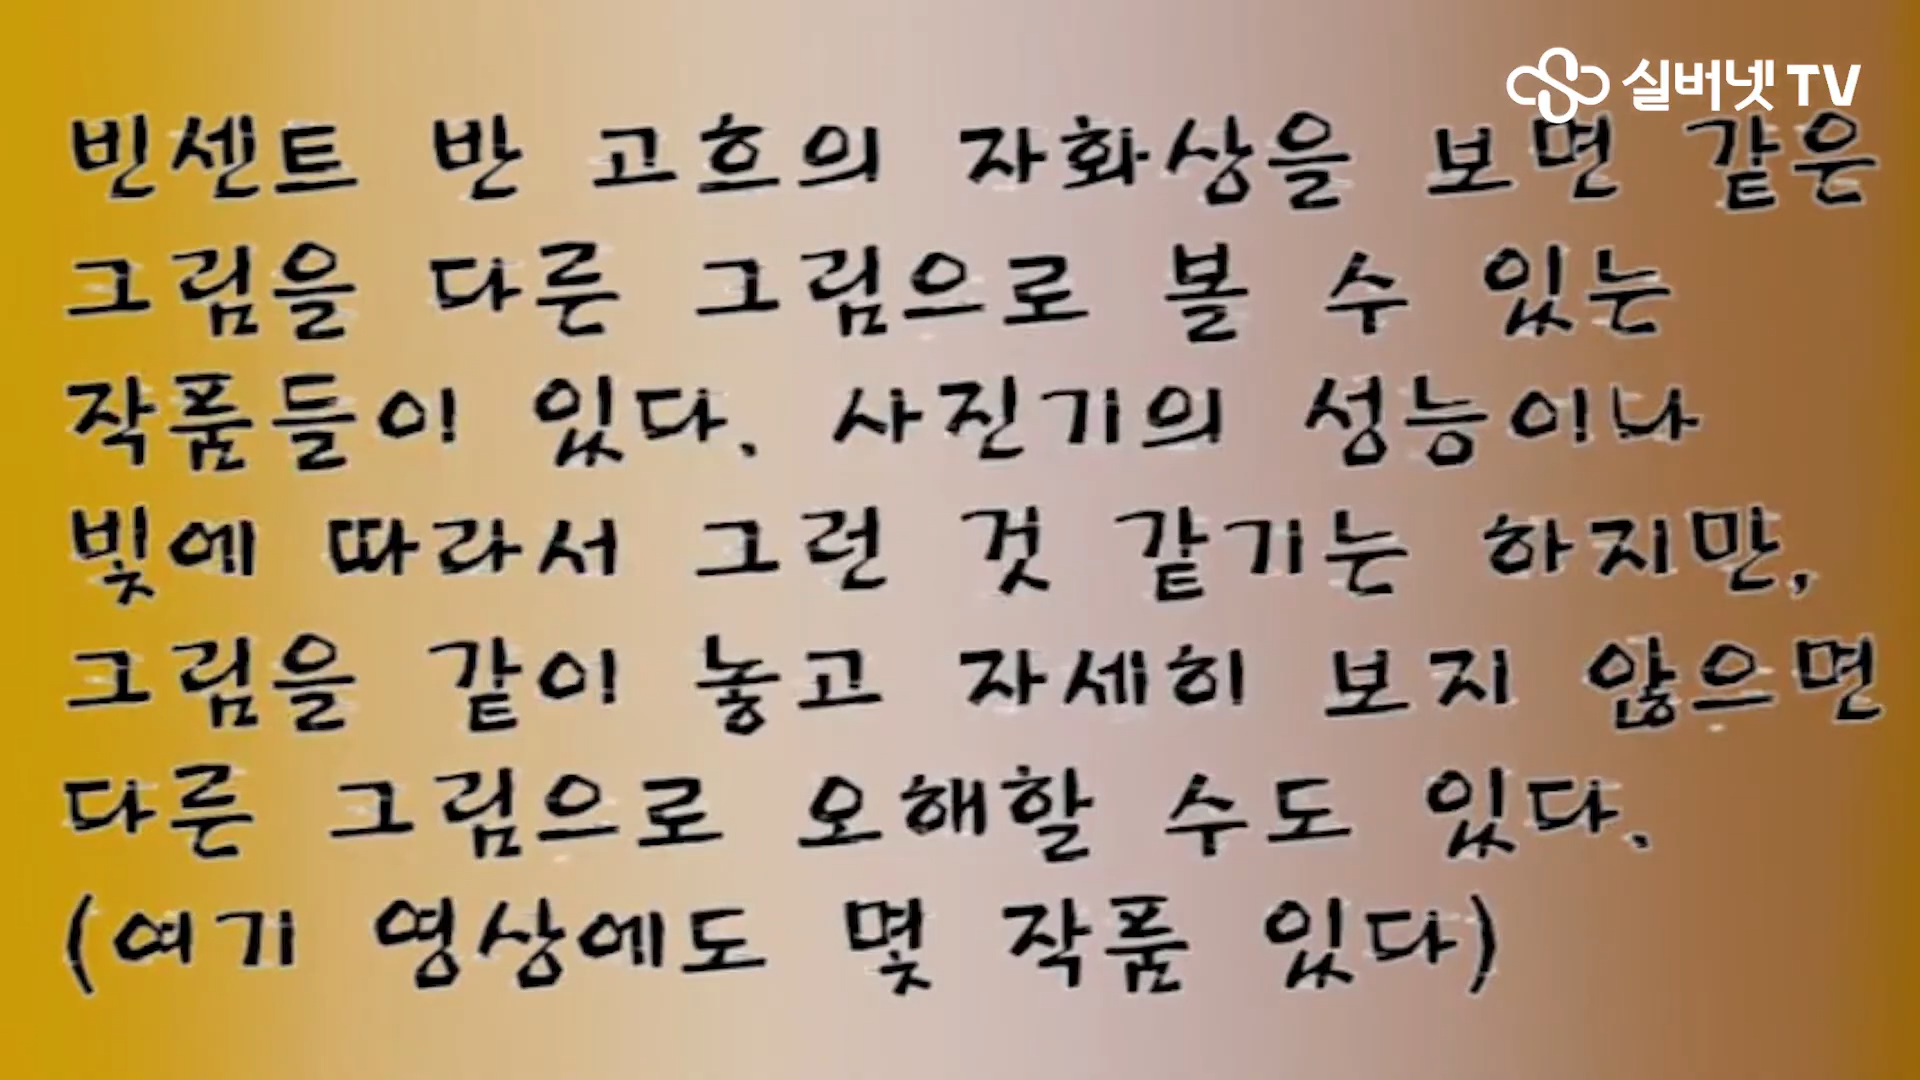 실버넷 TV
빈센트 반 고흐의 자화상을 보면 같은
그림을 다른 그림으로 볼 수 있는
작품들이 있다. 사진기의 성능이나
빛에 따라서 그런 것 같기는 하지만,
그림을 같이 놓고 자세히 보지 않으면
다른 그림으로 오해할 수도 있다.
(여기 영상에도 몇 작품 있다)